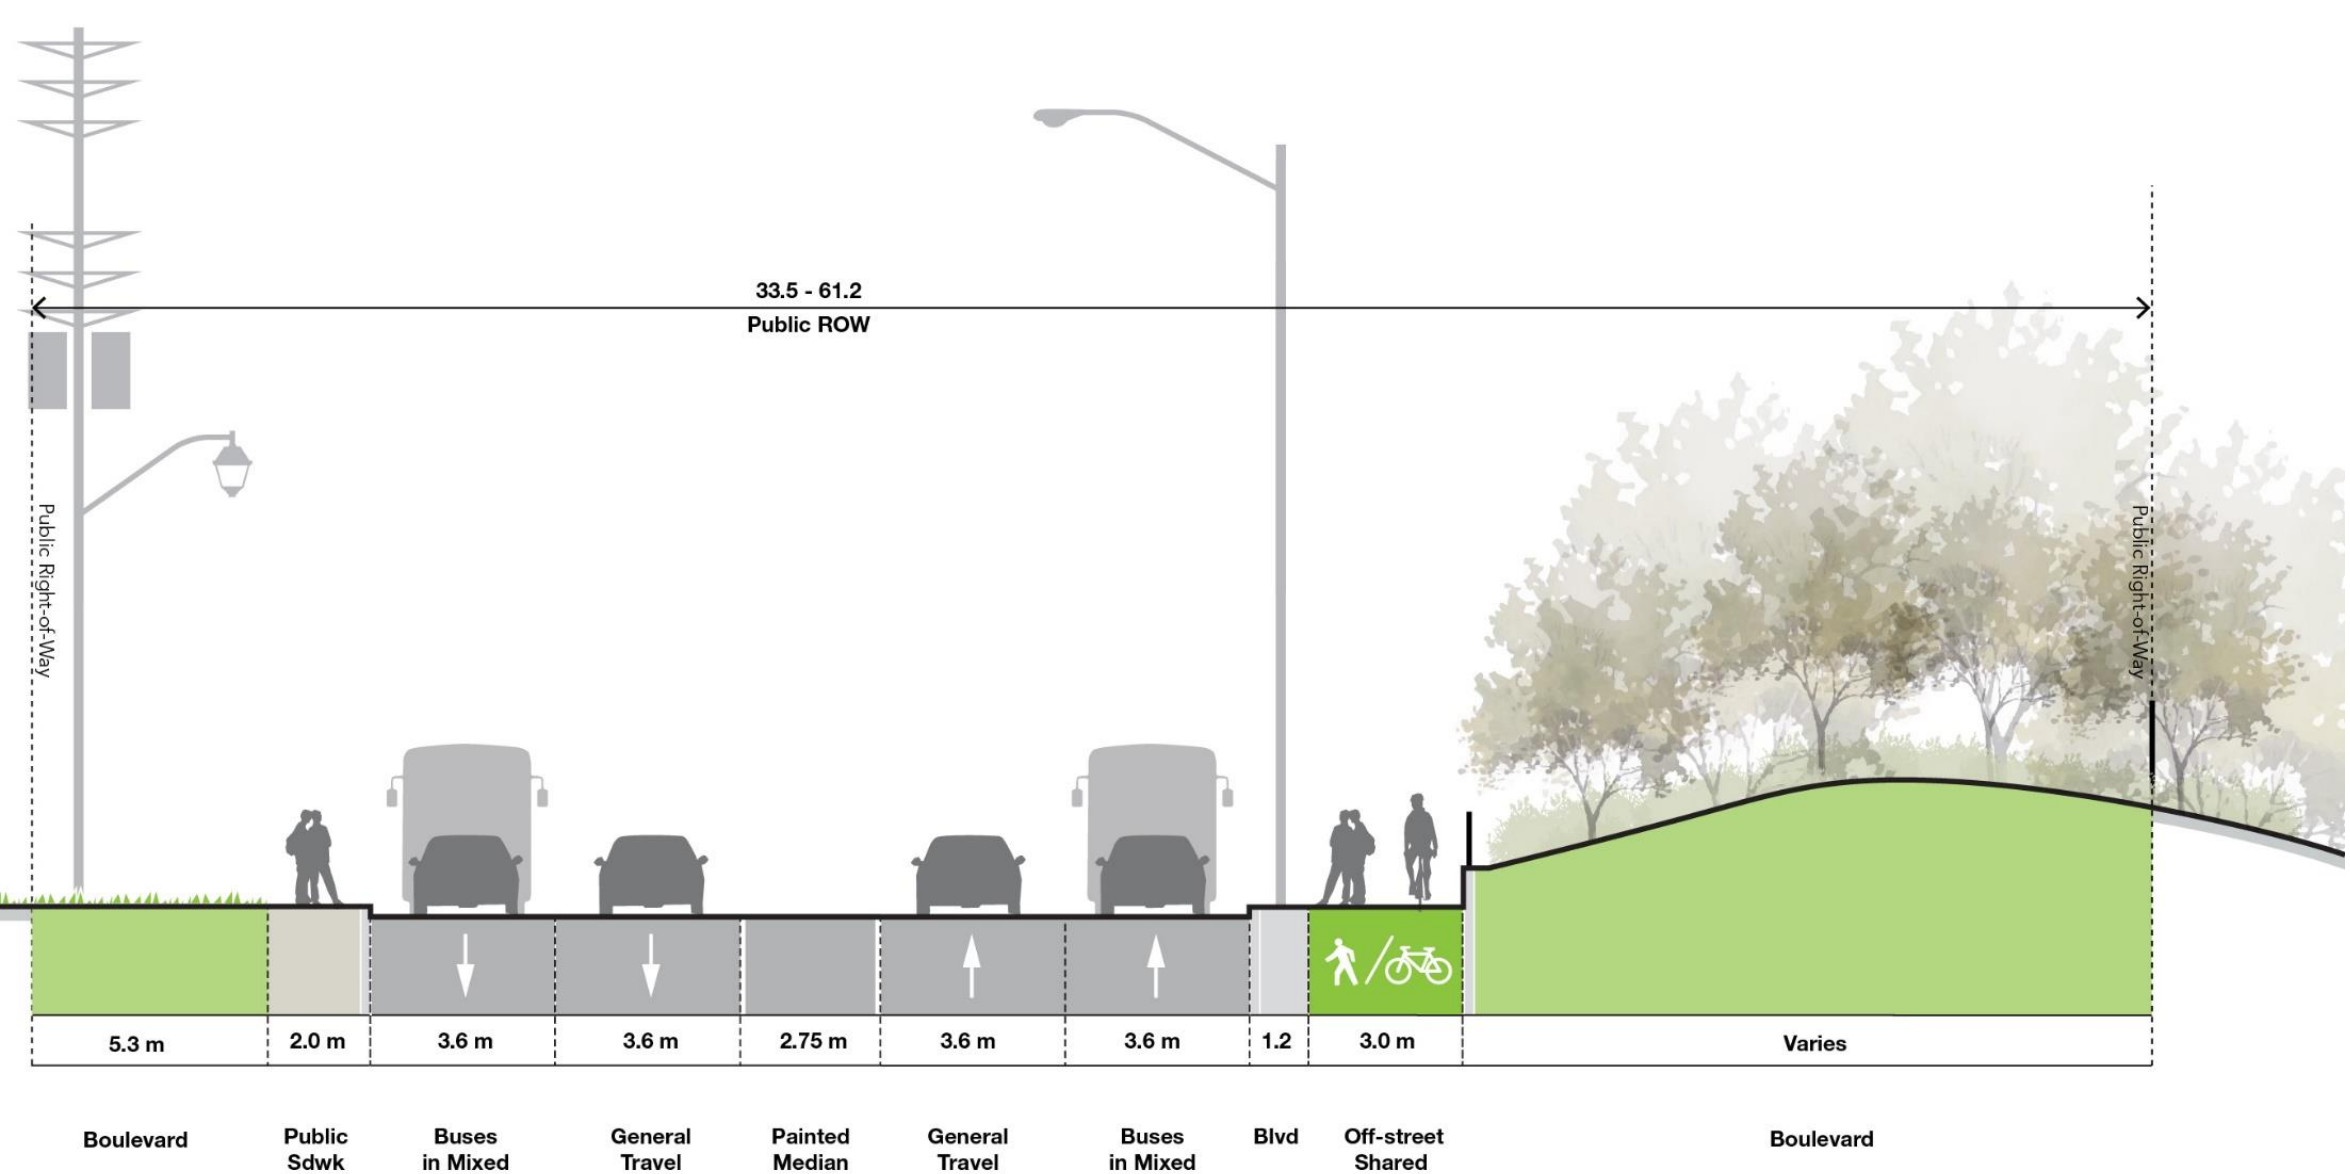 33.5 - 61.2
Public ROW
Public Right-of-Way
Public Right-of-Way
5.3 m
2.0 m
3.6 m
3.6 m
2.75 m
3.6 m
3.6 m
1.2
3.0 m
Varies
Boulevard
Public
Sdwk
Buses
in Mixed
General
Travel
Painted
Median
General
Travel
Buses
in Mixed
Blvd
Off-street
Shared
Boulevard